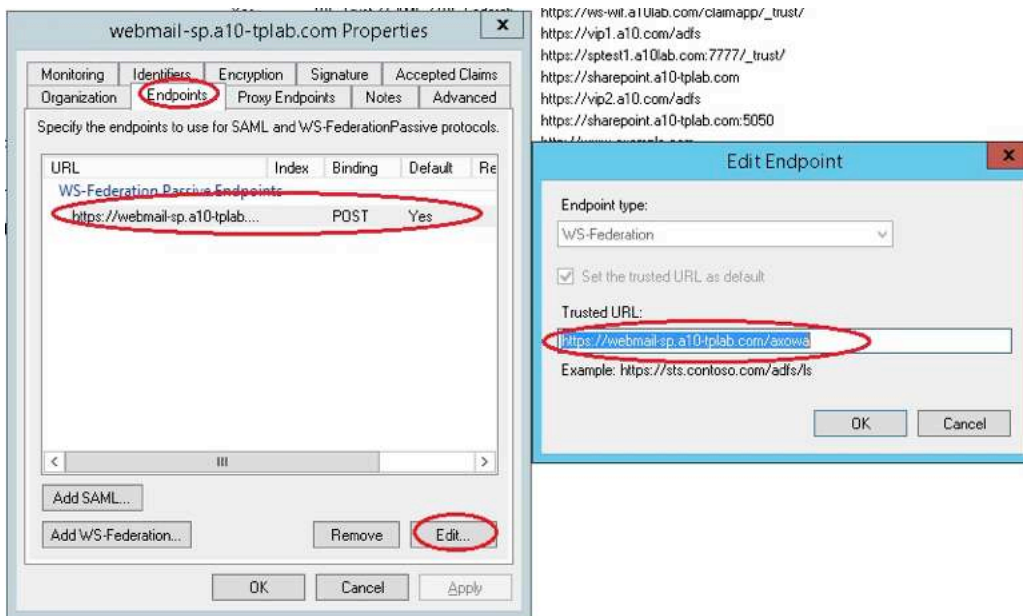 webmail-sp.a10-tplab.com Properties
x
Monitoring Identifiers Encryption Signature Accepted Claims
Organization Endpoints Proxy Endpoints Notes Advanced
Specify the endpoints to use for SAML and WS-FederationPassive protocols.
URL Index Binding Default Re
WS-Federation Passive Endpoints
https://webmail-sp.a10-tplab.... POST Yes
Add SAML...
Add WS-Federation... Remove Edit...
OK Cancel Apply
https://ws-wif.a10lab.com/claimapp/_trust/
https://vip1.a10.com/adfs
https://sptest1.a10lab.com:7777/_trust/
https://sharepoint.a10-tplab.com
https://vip2.a10.com/adfs
https://sharepoint.a10-tplab.com:5050
Edit Endpoint
x
Endpoint type:
WS-Federation
Set the trusted URL as default
Trusted URL:
https://webmail-sp.a10-tplab.com/axowa
Example: https://sts.contoso.com/adfs/ls
OK Cancel